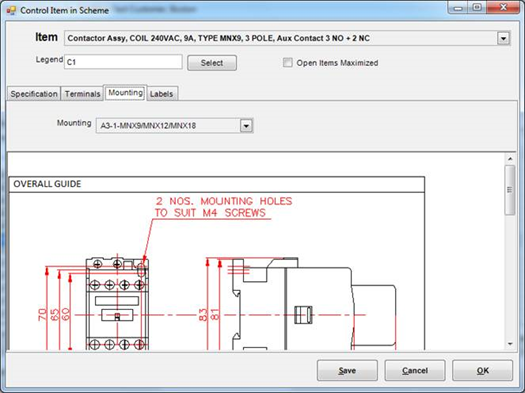 Control Item in Scheme
Item Contactor Assy, COIL 240VAC, 9A, TYPE MNX9, 3 POLE, Aux Contact 3 NO + 2 NC
Legend C1 Select Open Items Maximized
Specification Terminals Mounting Labels
Mounting A3-1-MNX9/MNX12/MNX18
OVERALL GUIDE
2 NOS. MOUNTING HOLES
TO SUIT M4 SCREWS
70 65 60 83 81
Save Cancel OK